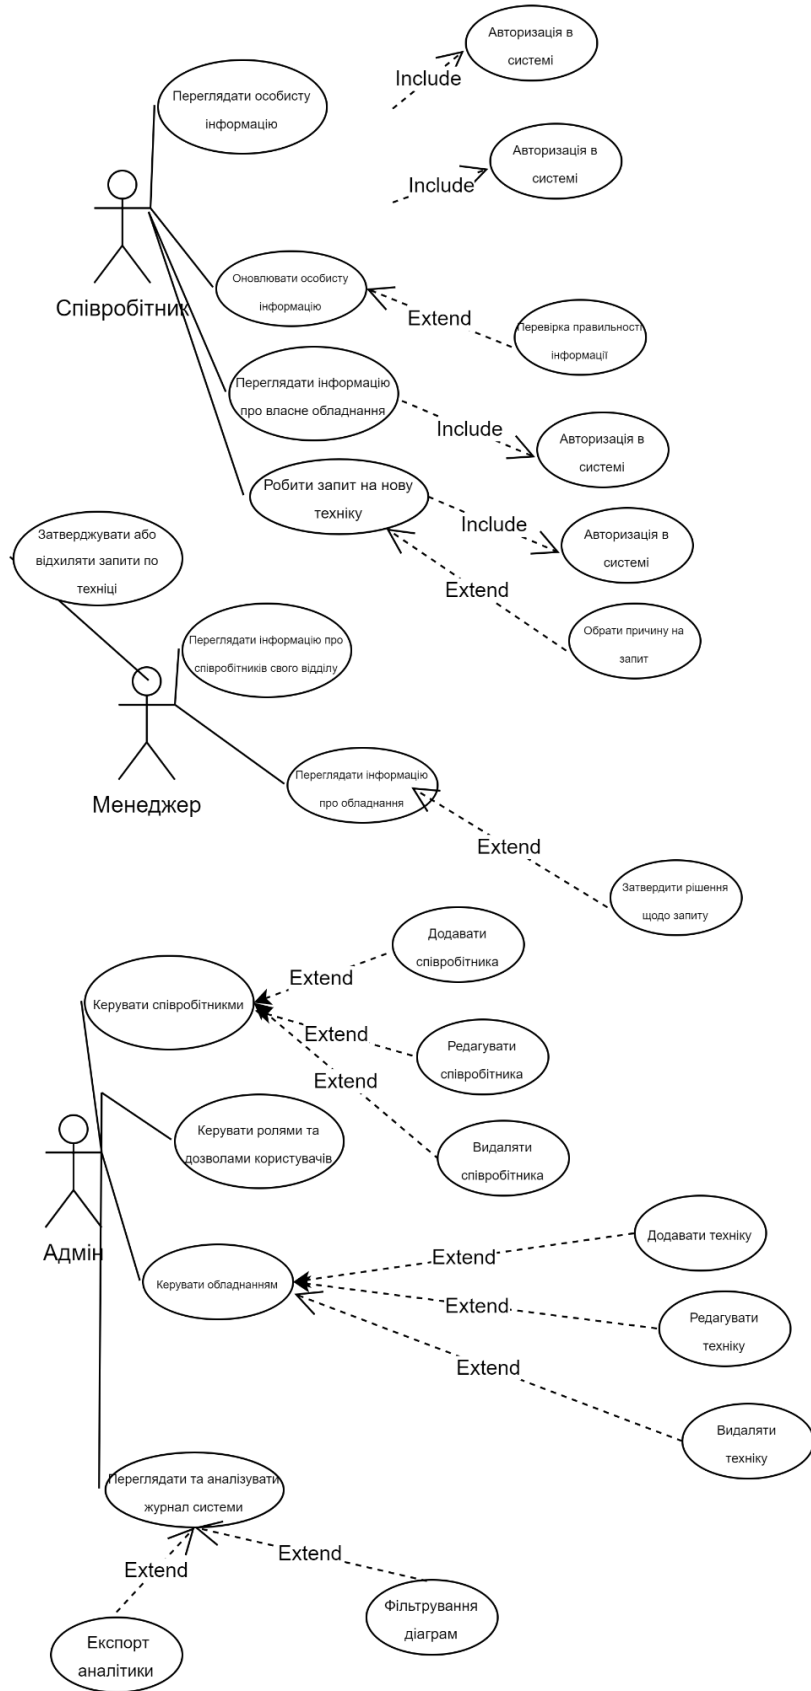 Авторизація в
системі
Include
Переглядати особисту
інформацію
Авторизація в
системі
Include
Співробітник
Оновлювати особисту
інформацію
Extend
Перевірка правильності
інформації
Переглядати інформацію
про власне обладнання
Include
Авторизація в
системі
Робити запит на нову
техніку
Include
Авторизація в
системі
Extend
Обрати причину на
запит
Затверджувати або
відхиляти запити по
техніці
Переглядати інформацію про
співробітників свого відділу
Менеджер
Переглядати інформацію
про обладнання
Extend
Затвердити рішення
щодо запиту
Додавати
співробітника
Extend
Керувати співробітникми
Extend
Редагувати
співробітника
Extend
Видаляти
співробітника
Керувати ролями та
дозволами користувачів
Адмін
Керувати обладнанням
Extend
Додавати техніку
Extend
Редагувати
техніку
Extend
Видаляти
техніку
Переглядати та аналізувати
журнал системи
Extend
Extend
Експорт
аналітики
Фільтрування
діаграм